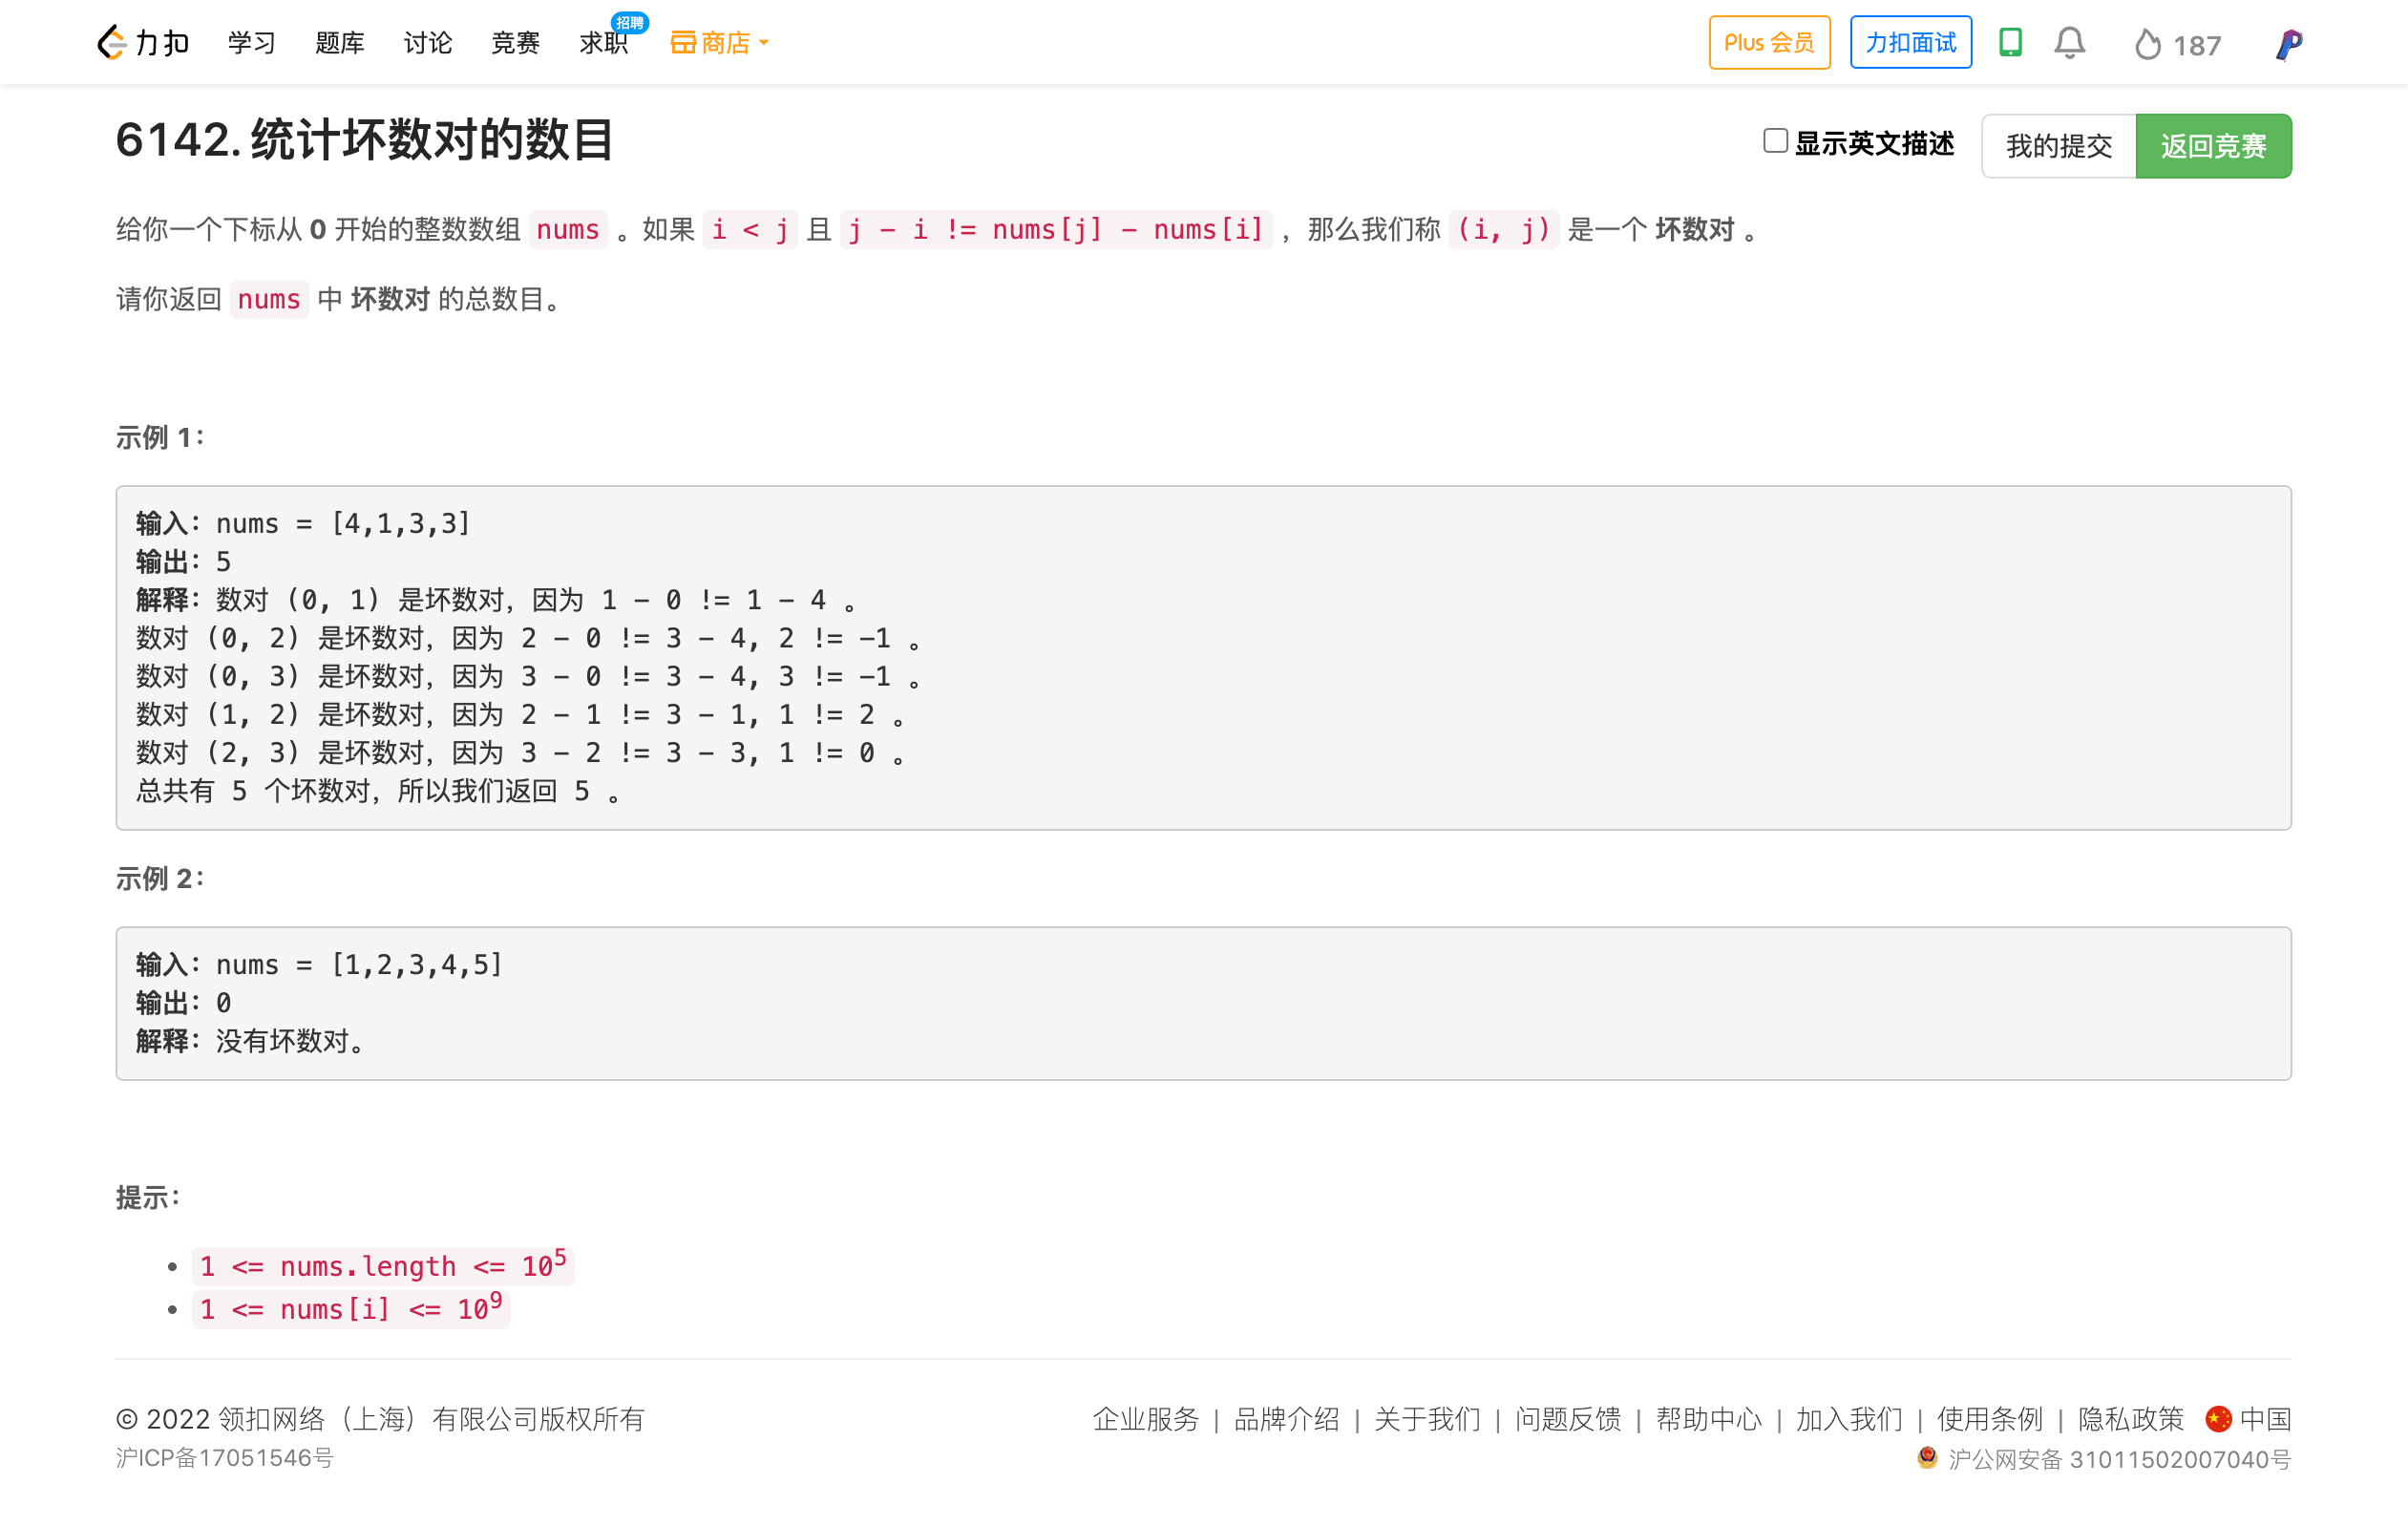 力扣 学习 题库 讨论 竞赛 求职 招聘 商店 Plus 会员 力扣面试 187
6142. 统计坏数对的数目 显示英文描述 我的提交 返回竞赛
给你一个下标从 0 开始的整数数组 nums 。如果 i < j 且 j - i != nums[j] - nums[i] ，那么我们称 (i, j) 是一个 坏数对 。
请你返回 nums 中 坏数对 的总数目。
示例 1：
输入：nums = [4,1,3,3]
输出：5
解释：数对 (0, 1) 是坏数对，因为 1 - 0 != 1 - 4 。
数对 (0, 2) 是坏数对，因为 2 - 0 != 3 - 4, 2 != -1 。
数对 (0, 3) 是坏数对，因为 3 - 0 != 3 - 4, 3 != -1 。
数对 (1, 2) 是坏数对，因为 2 - 1 != 3 - 1, 1 != 2 。
数对 (2, 3) 是坏数对，因为 3 - 2 != 3 - 3, 1 != 0 。
总共有 5 个坏数对，所以我们返回 5 。
示例 2：
输入：nums = [1,2,3,4,5]
输出：0
解释：没有坏数对。
提示：
• 1 <= nums.length <= 10⁵
• 1 <= nums[i] <= 10⁹
© 2022 领扣网络（上海）有限公司版权所有 企业服务 | 品牌介绍 | 关于我们 | 问题反馈 | 帮助中心 | 加入我们 | 使用条例 | 隐私政策 中国
沪ICP备17051546号 沪公网安备 31011502007040号